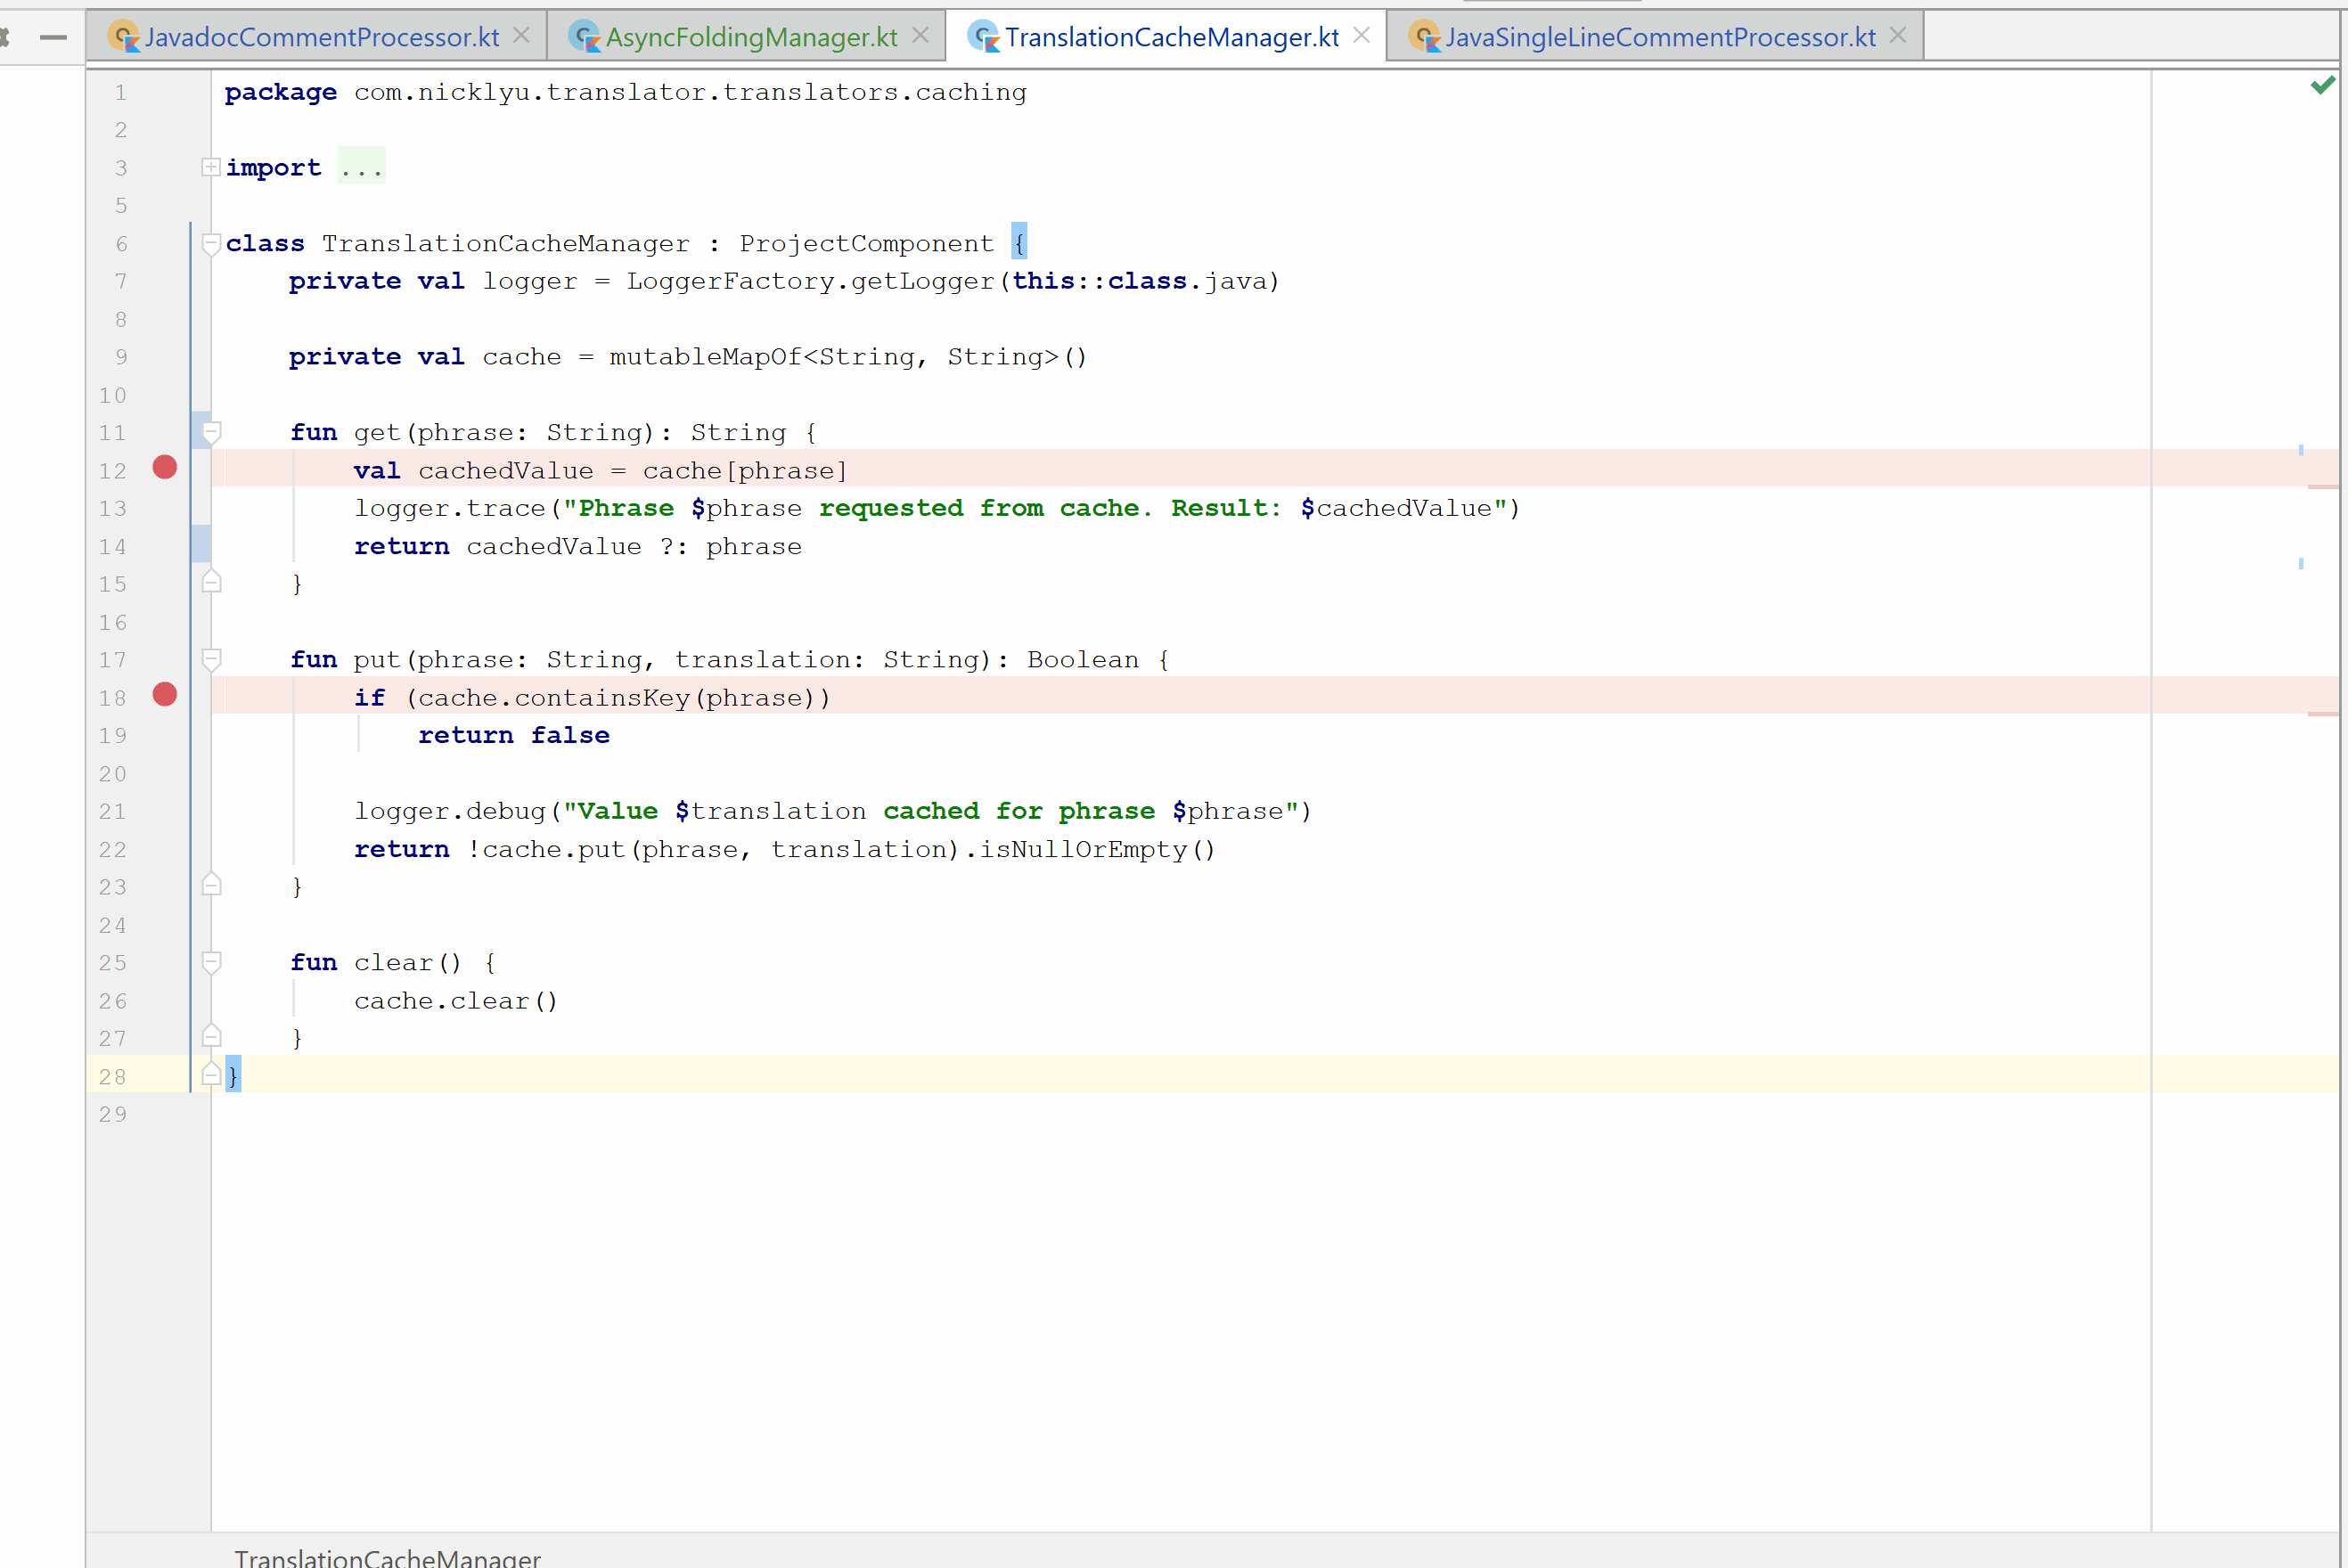 JavadocCommentProcessor.kt AsyncFoldingManager.kt TranslationCacheManager.kt JavaSingleLineCommentProcessor.kt
1 package com.nicklyu.translator.translators.caching
2
3 import ...
5
6 class TranslationCacheManager : ProjectComponent {
7     private val logger = LoggerFactory.getLogger(this::class.java)
8
9     private val cache = mutableMapOf<String, String>()
10
11     fun get(phrase: String): String {
12         val cachedValue = cache[phrase]
13         logger.trace("Phrase $phrase requested from cache. Result: $cachedValue")
14         return cachedValue ?: phrase
15     }
16
17     fun put(phrase: String, translation: String): Boolean {
18         if (cache.containsKey(phrase))
19             return false
20
21         logger.debug("Value $translation cached for phrase $phrase")
22         return !cache.put(phrase, translation).isNullOrEmpty()
23     }
24
25     fun clear() {
26         cache.clear()
27     }
28 }
29
TranslationCacheManager